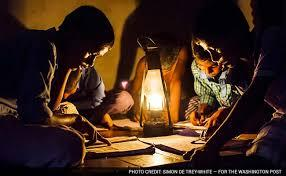 PHOTO CREDIT: SIMON DE TREY-WHITE – FOR THE WASHINGTON POST